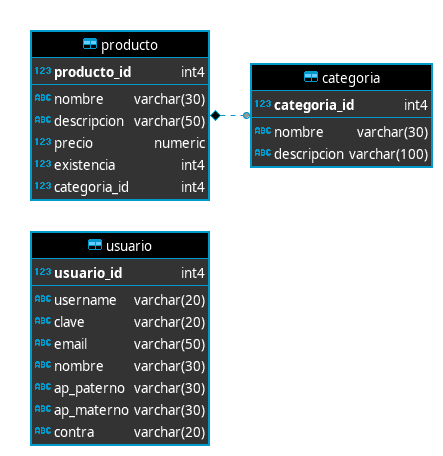 producto
123 producto_id int4
ABC nombre varchar(30)
ABC descripcion varchar(50)
123 precio numeric
123 existencia int4
123 categoria_id int4
categoria
123 categoria_id int4
ABC nombre varchar(30)
ABC descripcion varchar(100)
usuario
123 usuario_id int4
ABC username varchar(20)
ABC clave varchar(20)
ABC email varchar(50)
ABC nombre varchar(30)
ABC ap_paterno varchar(30)
ABC ap_materno varchar(30)
ABC contra varchar(20)